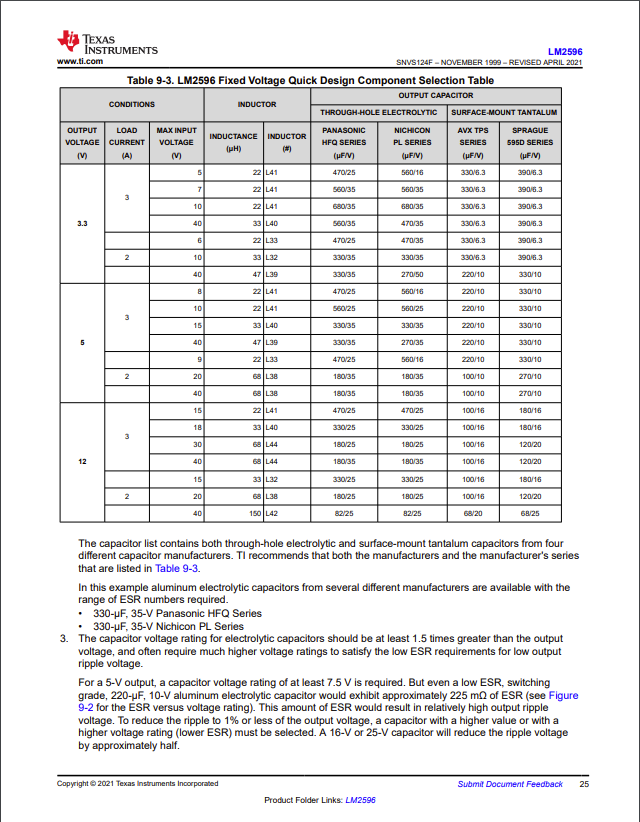 TEXAS
INSTRUMENTS
www.ti.com
LM2596
SNVS124F – NOVEMBER 1999 – REVISED APRIL 2021
Table 9-3. LM2596 Fixed Voltage Quick Design Component Selection Table
CONDITIONS INDUCTOR OUTPUT CAPACITOR
THROUGH-HOLE ELECTROLYTIC SURFACE-MOUNT TANTALUM
OUTPUT VOLTAGE (V) LOAD CURRENT (A) MAX INPUT VOLTAGE (V) INDUCTANCE (μH) INDUCTOR (#) PANASONIC HFQ SERIES (μF/V) NICHICON PL SERIES (μF/V) AVX TPS SERIES (μF/V) SPRAGUE 595D SERIES (μF/V)
3.3 3 5 22 L41 470/25 560/16 330/6.3 390/6.3
7 22 L41 560/35 560/35 330/6.3 390/6.3
10 22 L41 680/35 680/35 330/6.3 390/6.3
40 33 L40 560/35 470/35 330/6.3 390/6.3
2 6 22 L33 470/25 470/35 330/6.3 390/6.3
10 33 L32 330/35 330/35 330/6.3 390/6.3
40 47 L39 330/35 270/50 220/10 330/10
5 3 8 22 L41 470/25 560/16 220/10 330/10
10 22 L41 560/25 560/25 220/10 330/10
15 33 L40 330/35 330/35 220/10 330/10
40 47 L39 330/35 270/35 220/10 330/10
2 9 22 L33 470/25 560/16 220/10 330/10
20 68 L38 180/35 180/35 100/10 270/10
40 68 L38 180/35 180/35 100/10 270/10
12 3 15 22 L41 470/25 470/25 100/16 180/16
18 33 L40 330/25 330/25 100/16 180/16
30 68 L44 180/25 180/25 100/16 120/20
40 68 L44 180/35 180/35 100/16 120/20
2 15 33 L32 330/25 330/25 100/16 180/16
20 68 L38 180/25 180/25 100/16 120/20
40 150 L42 82/25 82/25 68/20 68/25
The capacitor list contains both through-hole electrolytic and surface-mount tantalum capacitors from four
different capacitor manufacturers. TI recommends that both the manufacturers and the manufacturer's series
that are listed in Table 9-3.
In this example aluminum electrolytic capacitors from several different manufacturers are available with the
range of ESR numbers required.
• 330-μF, 35-V Panasonic HFQ Series
• 330-μF, 35-V Nichicon PL Series
3. The capacitor voltage rating for electrolytic capacitors should be at least 1.5 times greater than the output
voltage, and often require much higher voltage ratings to satisfy the low ESR requirements for low output
ripple voltage.
For a 5-V output, a capacitor voltage rating of at least 7.5 V is required. But even a low ESR, switching
grade, 220-μF, 10-V aluminum electrolytic capacitor would exhibit approximately 225 mΩ of ESR (see Figure
9-2 for the ESR versus voltage rating). This amount of ESR would result in relatively high output ripple
voltage. To reduce the ripple to 1% or less of the output voltage, a capacitor with a higher value or with a
higher voltage rating (lower ESR) must be selected. A 16-V or 25-V capacitor will reduce the ripple voltage
by approximately half.
Copyright © 2021 Texas Instruments Incorporated
Submit Document Feedback 25
Product Folder Links: LM2596